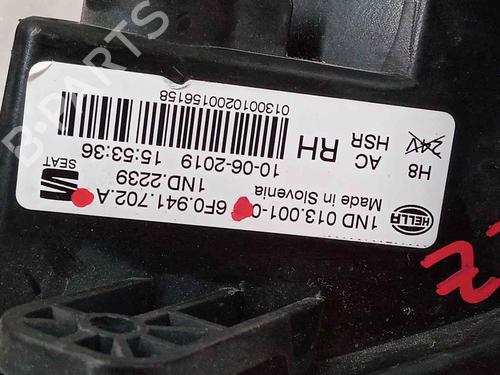 HELLA
1ND 013.001-0
Made in Slovenia
6F0.941.702.A
1ND.2239
10-06-2019 15:53:36
SEAT
RH
AC
HSR
H8
24V
0130010200156158
B-PARTS